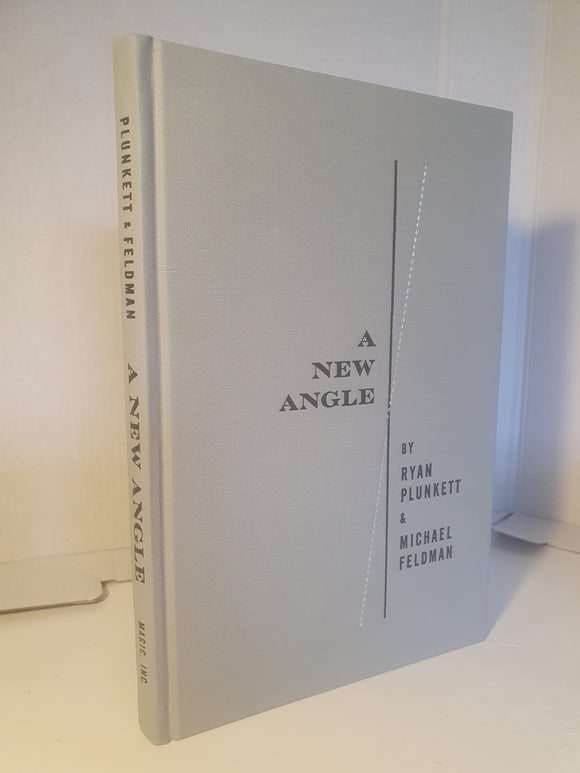 PLUNKETT & FELDMAN
A NEW ANGLE
MAGIC, INC.
A
NEW
ANGLE
BY
RYAN
PLUNKETT
&
MICHAEL
FELDMAN